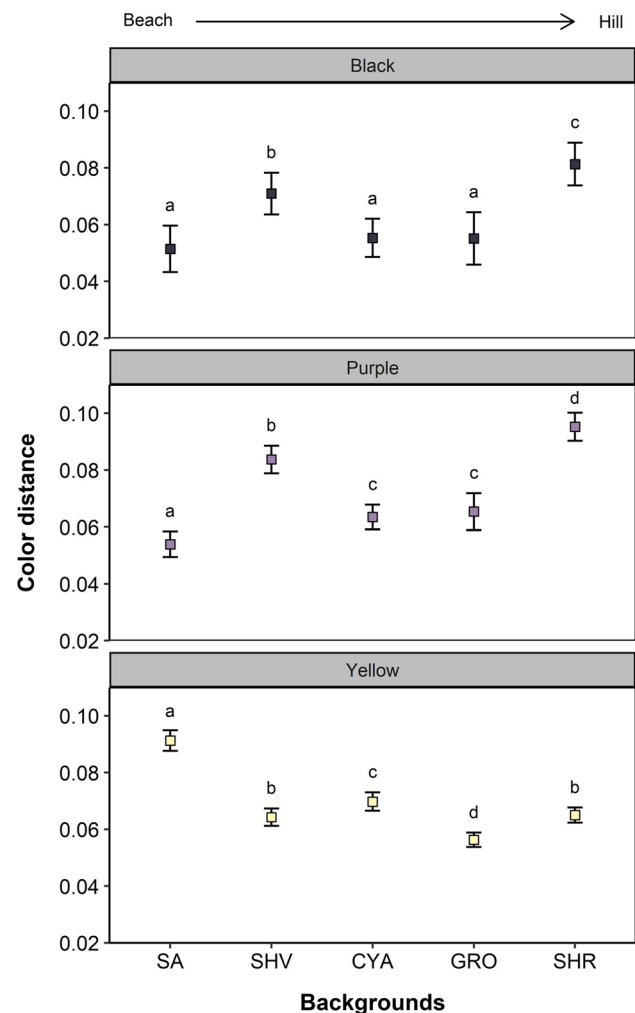 Beach Hill
Black
0.10
0.08
0.06
0.04
0.02
a b a a c
Purple
0.10
0.08
0.06
0.04
0.02
a b c c d
Yellow
0.10
0.08
0.06
0.04
0.02
a b c d b
Color distance
SA SHV CYA GRO SHR
Backgrounds